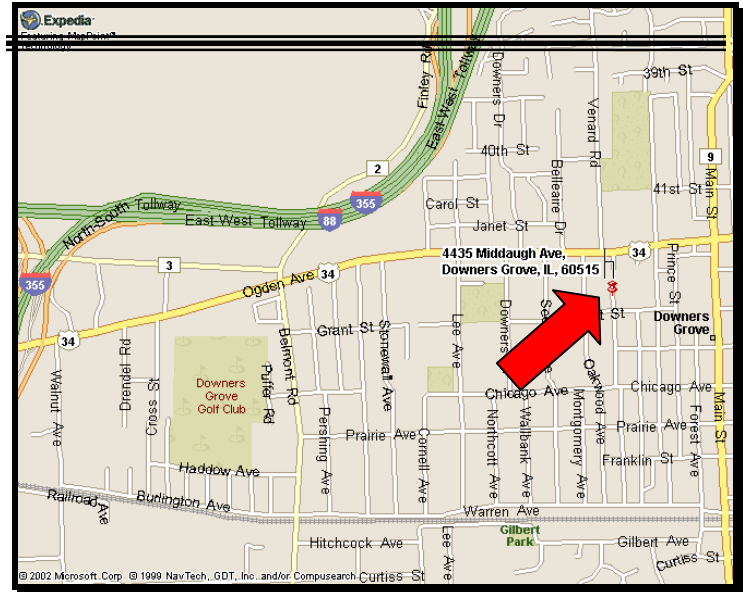 Expedia
Featuring MapPoint
Technology
Finley Rd
East-West Tollway
Downers Dr
39th St
Venard Rd
40th St
2
9
Main St
Belleaire Dr
41st St
355
Carol St
North-South Tollway
East-West Tollway
88
Janet St
34
Prince St
4435 Middaugh Ave,
Downers Grove, IL, 60515
3
Ogden Ave
34
355
34
Downers
Grove
St
Grant St
Stonewall Ave
Lee Ave
Downers
Belmont Rd
Drendel Rd
Walnut Ave
Cross St
Puffer Rd
Downers
Grove
Golf Club
Oakwood Ave
Chicago Ave
Chicago Ave
Main St
Pershing Ave
Prairie Ave
Cornell Ave
Northcott Ave
Wallbank Ave
Montgomery Ave
Prairie Ave
Forest Ave
Franklin St
Haddow Ave
Railroad Ave
Burlington Ave
Warren Ave
Gilbert
Park
Hitchcock Ave
Lee Ave
Gilbert Ave
Curtiss St
Curtiss St
© 2002 Microsoft Corp © 1999 NavTech, GDT, Inc. and/or Compusearch